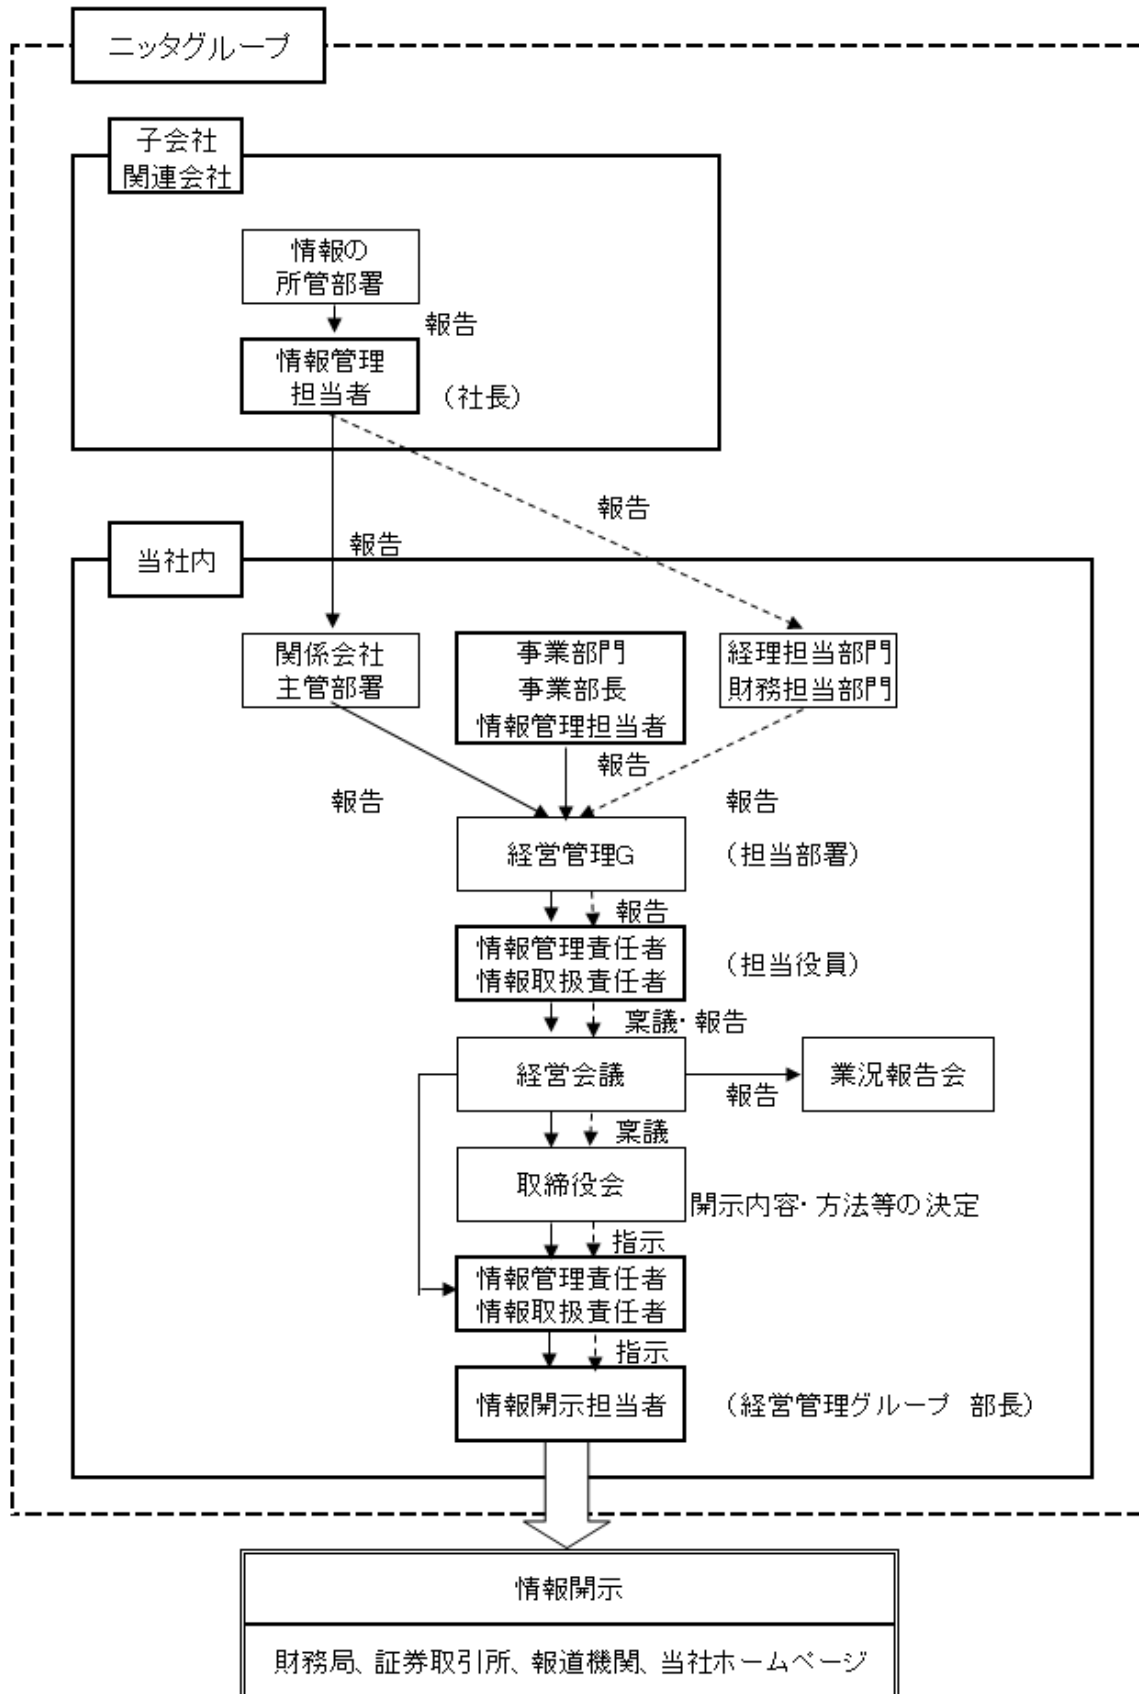 ニッタグループ
子会社
関連会社
情報の
所管部署
報告
情報管理
担当者
（社長）
報告
報告
当社内
関係会社
主管部署
事業部門
事業部長
情報管理担当者
経理担当部門
財務担当部門
報告
報告
報告
経営管理G
（担当部署）
報告
情報管理責任者
情報取扱責任者
（担当役員）
稟議・報告
経営会議
報告
業況報告会
稟議
取締役会
開示内容・方法等の決定
指示
情報管理責任者
情報取扱責任者
指示
情報開示担当者
（経営管理グループ　部長）
情報開示
財務局、証券取引所、報道機関、当社ホームページ